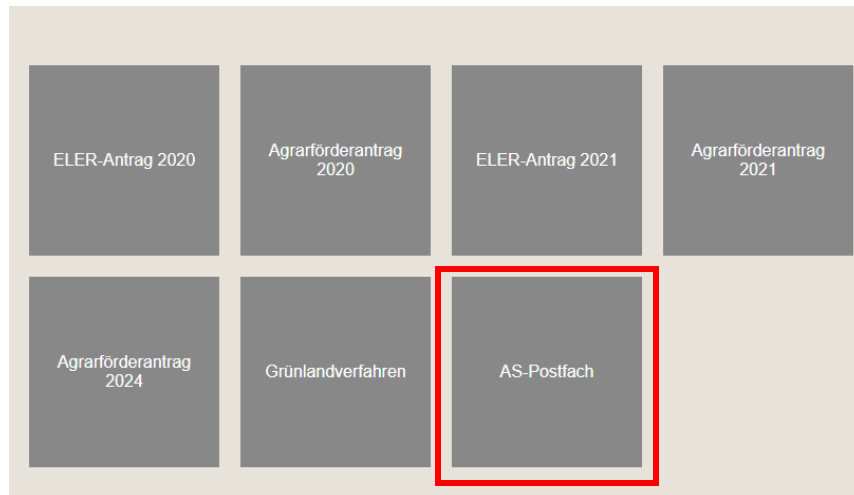 ELER-Antrag 2020
Agrarförderantrag
2020
ELER-Antrag 2021
Agrarförderantrag
2021
Agrarförderantrag
2024
Grünlandverfahren
AS-Postfach